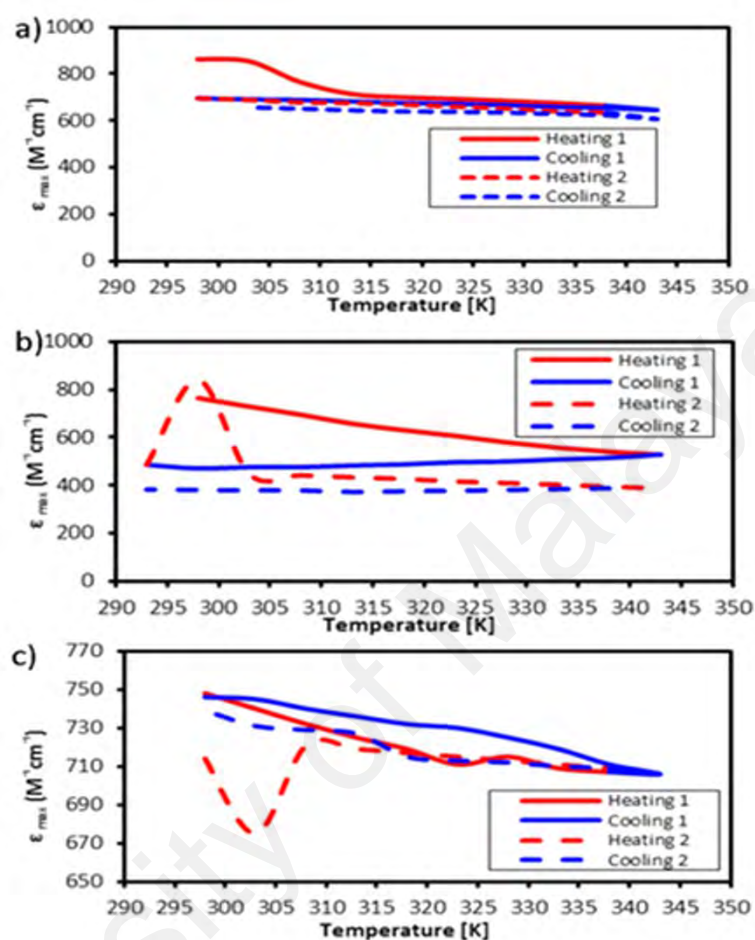 a)
1000
800
600
400
200
0
ε max (M⁻¹cm⁻¹)
Heating 1
Cooling 1
Heating 2
Cooling 2
290 295 300 305 310 315 320 325 330 335 340 345 350
Temperature [K]
b)
1000
800
600
400
200
0
ε max (M⁻¹cm⁻¹)
Heating 1
Cooling 1
Heating 2
Cooling 2
290 295 300 305 310 315 320 325 330 335 340 345 350
Temperature [K]
c)
770
750
730
710
690
670
650
ε max (M⁻¹cm⁻¹)
Heating 1
Cooling 1
Heating 2
Cooling 2
290 295 300 305 310 315 320 325 330 335 340 345 350
Temperature [K]
sity of Malaya